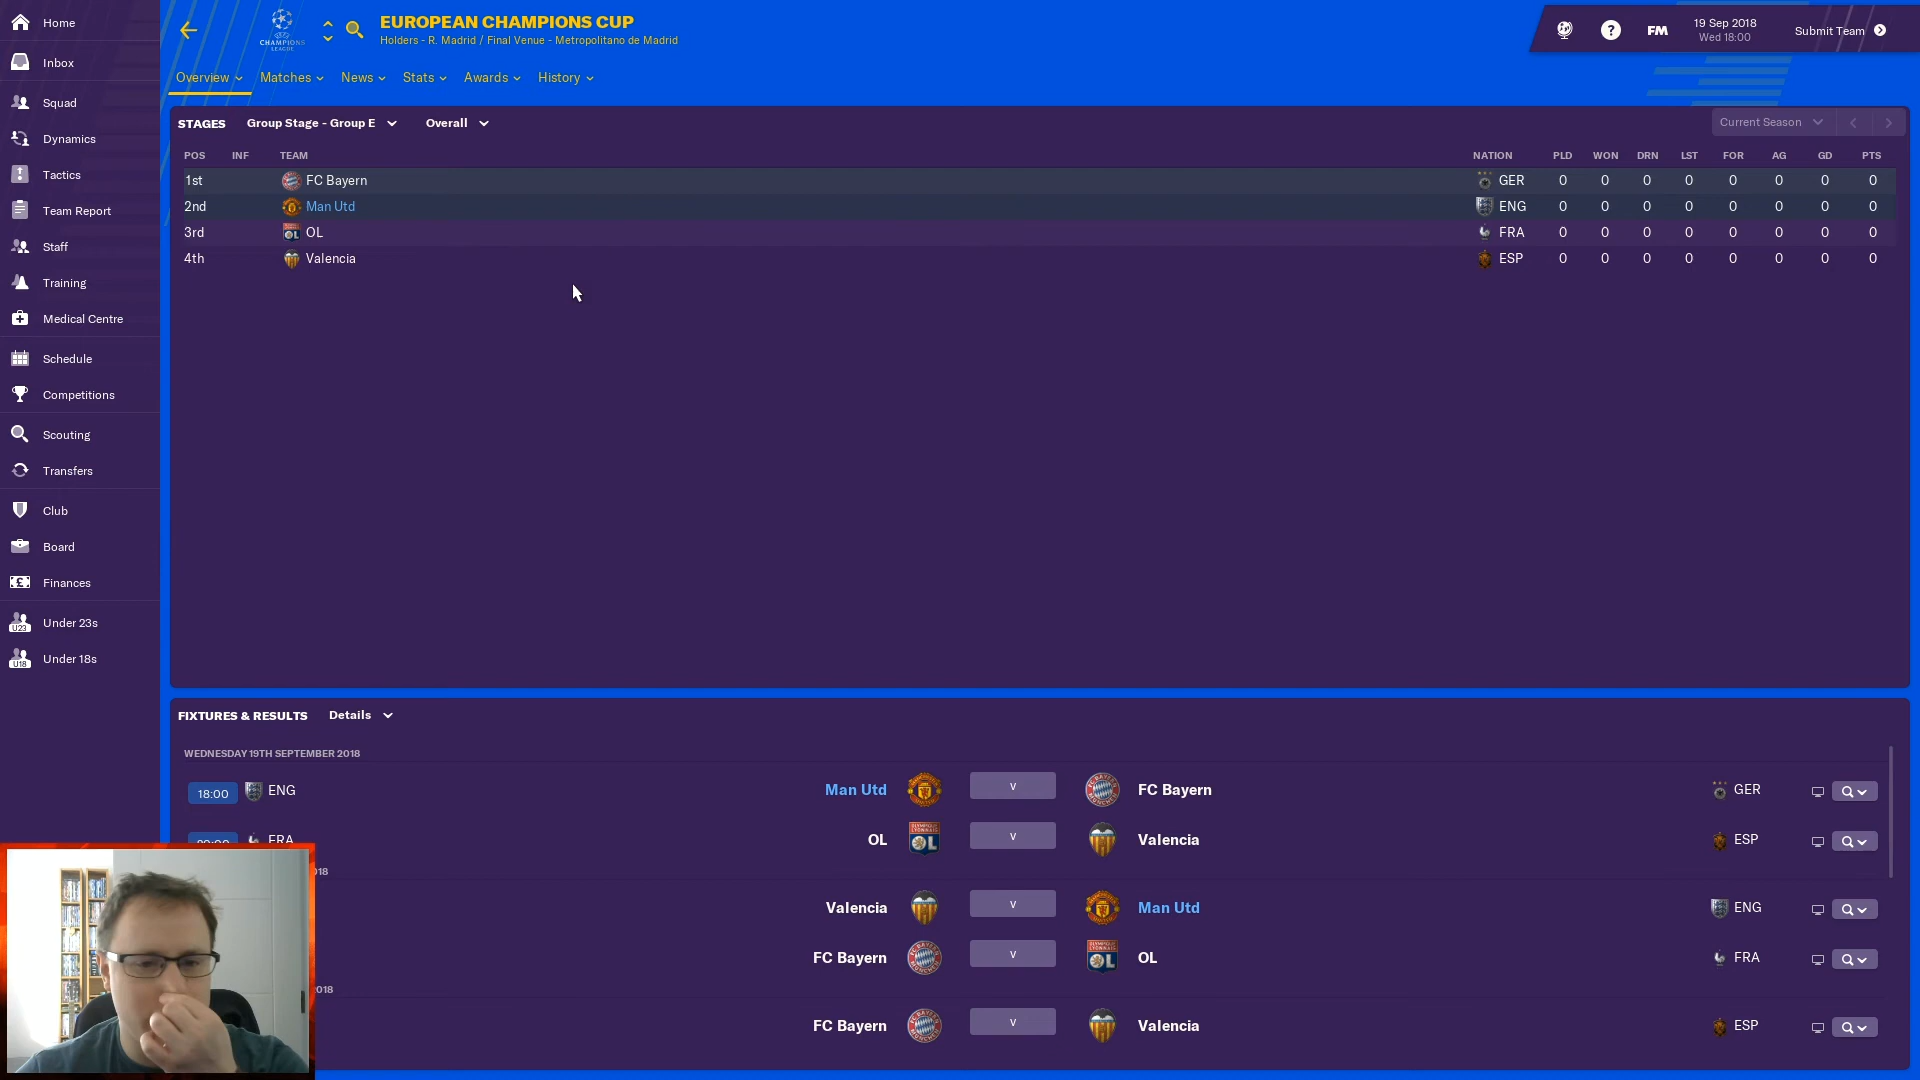 Home
Inbox
Squad
Dynamics
Tactics
Team Report
Staff
Training
Medical Centre
Schedule
Competitions
Scouting
Transfers
Club
Board
Finances
U23 Under 23s
U18 Under 18s
CHAMPIONS LEAGUE
EUROPEAN CHAMPIONS CUP
Holders - R. Madrid / Final Venue - Metropolitano de Madrid
? FM 19 Sep 2018
Wed 18:00
Submit Team
Overview Matches News Stats Awards History
STAGES Group Stage - Group E Overall Current Season
POS INF TEAM NATION PLD WON DRN LST FOR AG GD PTS
1st FC Bayern GER 0 0 0 0 0 0 0 0
2nd Man Utd ENG 0 0 0 0 0 0 0 0
3rd OL FRA 0 0 0 0 0 0 0 0
4th Valencia ESP 0 0 0 0 0 0 0 0
FIXTURES & RESULTS Details
WEDNESDAY 19TH SEPTEMBER 2018
18:00 ENG Man Utd v FC Bayern GER
FRA OL v Valencia ESP
018
Valencia v Man Utd ENG
FC Bayern v OL FRA
2018
FC Bayern v Valencia ESP